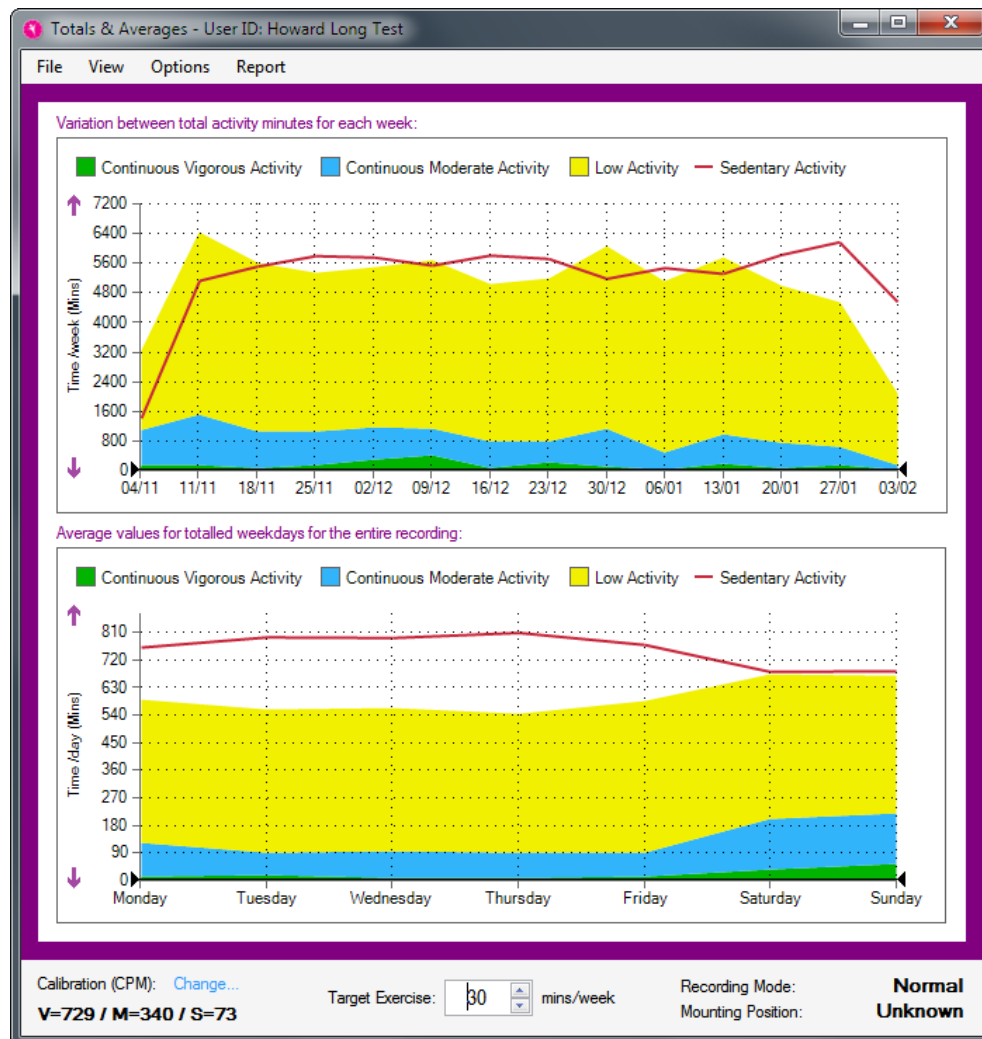 Totals & Averages - User ID: Howard Long Test
File View Options Report
Variation between total activity minutes for each week:
Continuous Vigorous Activity Continuous Moderate Activity Low Activity Sedentary Activity
Time /week (Mins)
7200
6400
5600
4800
4000
3200
2400
1600
800
0
04/11 11/11 18/11 25/11 02/12 09/12 16/12 23/12 30/12 06/01 13/01 20/01 27/01 03/02
Average values for totalled weekdays for the entire recording:
Continuous Vigorous Activity Continuous Moderate Activity Low Activity Sedentary Activity
Time /day (Mins)
810
720
630
540
450
360
270
180
90
0
Monday Tuesday Wednesday Thursday Friday Saturday Sunday
Calibration (CPM): Change...
V=729 / M=340 / S=73
Target Exercise: 30 mins/week
Recording Mode: Normal
Mounting Position: Unknown